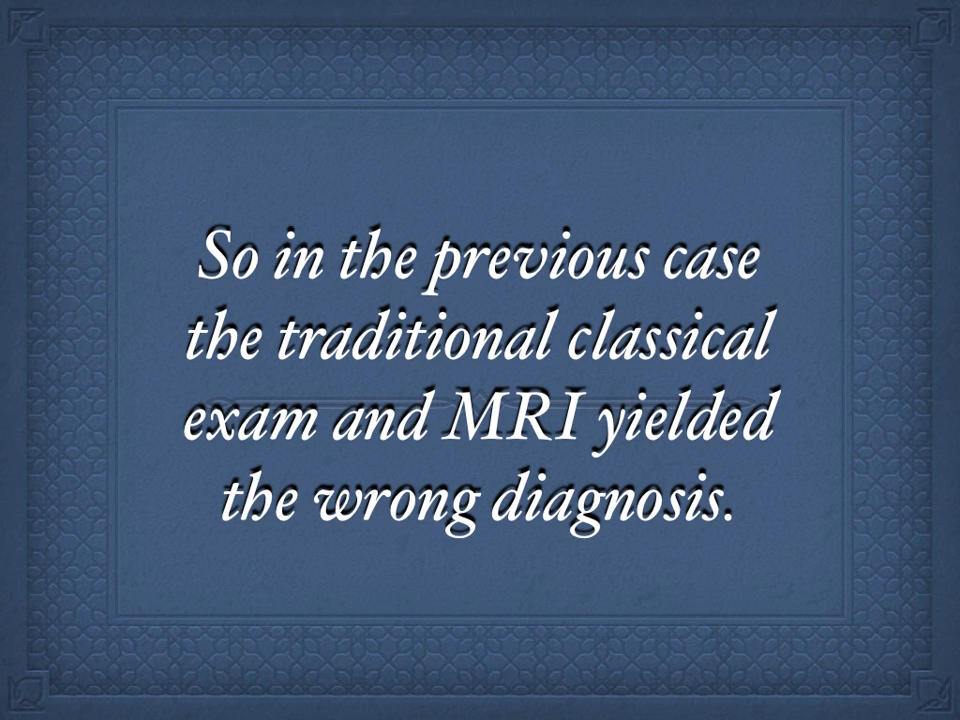 So in the previous case
the traditional classical
exam and MRI yielded
the wrong diagnosis.